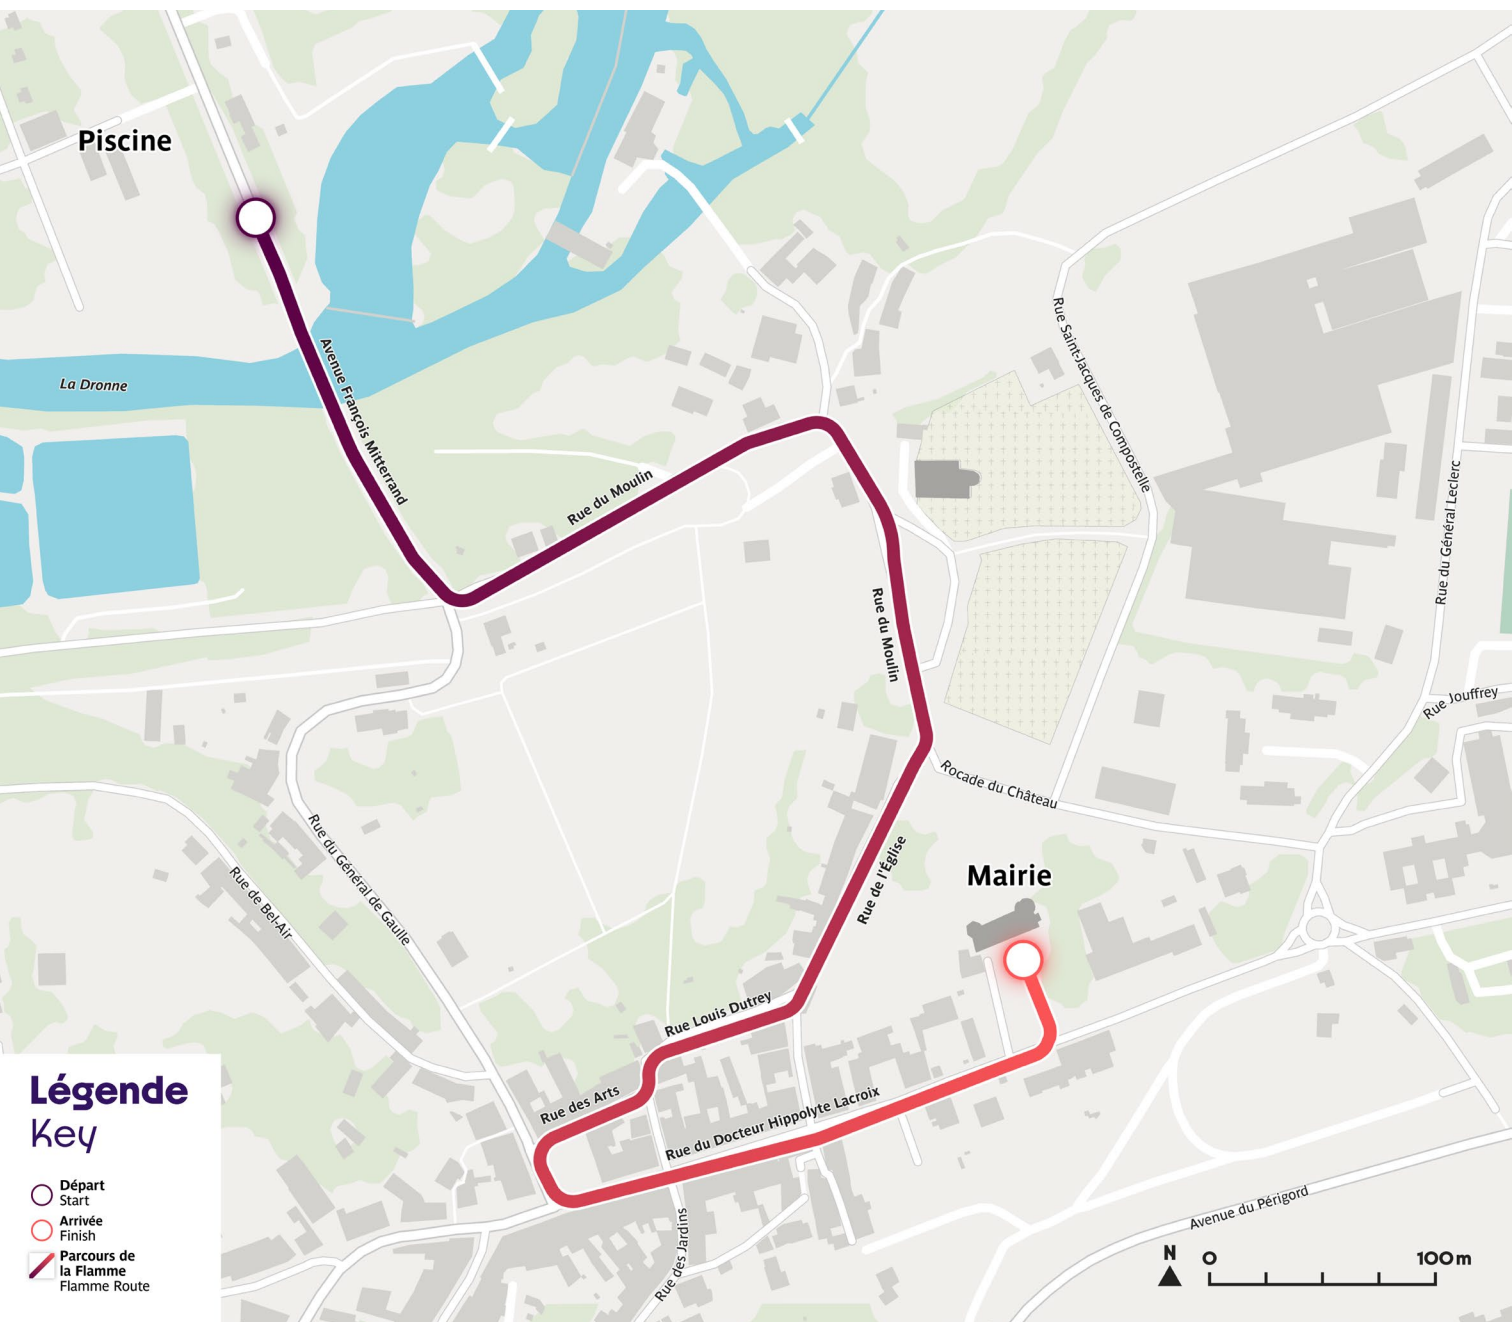 Piscine
La Dronne
Avenue François Mitterrand
Rue du Moulin
Rue Saint-Jacques de Compostelle
Rue du Général Leclerc
Rue du Moulin
Rue Jouffrey
Rocade du Château
Rue du Général de Gaulle
Rue de Bel-Air
Rue de l'Église
Mairie
Rue Louis Dutrey
Rue des Arts
Rue du Docteur Hippolyte Lacroix
Rue des Jardins
Avenue du Périgord
Légende
Key
Départ
Start
Arrivée
Finish
Parcours de
la Flamme
Flamme Route
N 0 100m